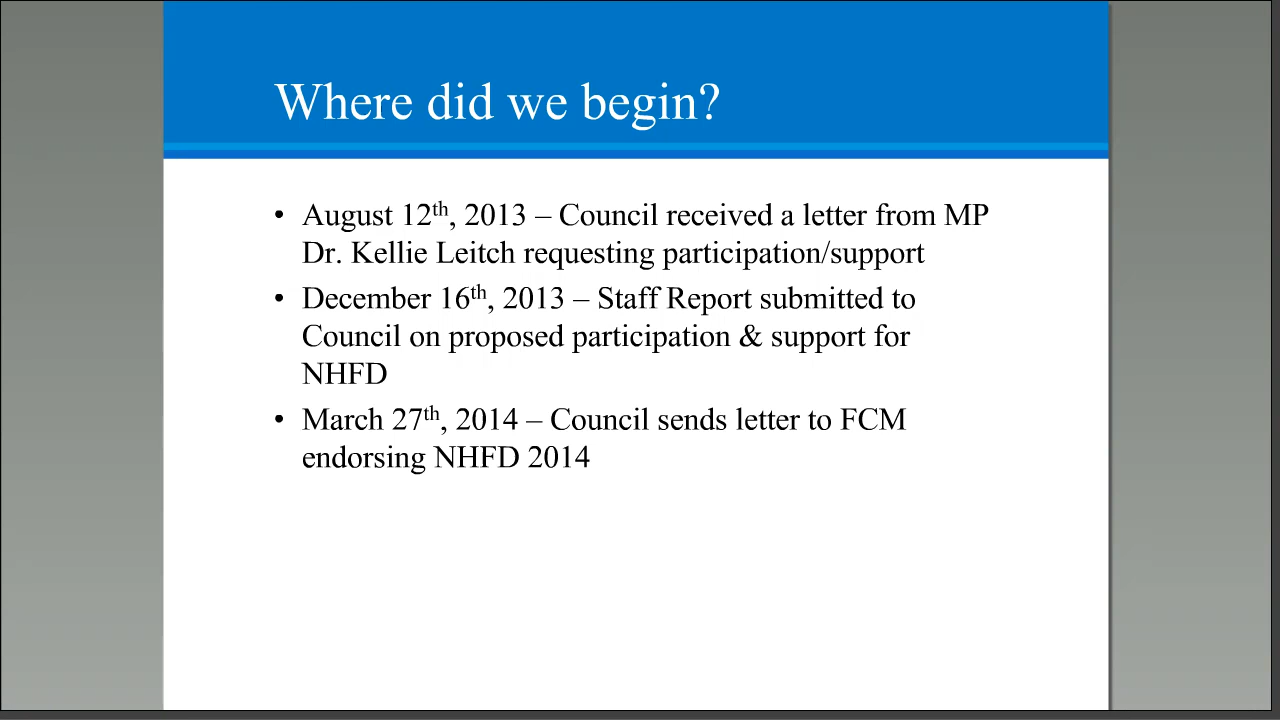 Where did we begin?
• August 12th, 2013 – Council received a letter from MP
Dr. Kellie Leitch requesting participation/support
• December 16th, 2013 – Staff Report submitted to
Council on proposed participation & support for
NHFD
• March 27th, 2014 – Council sends letter to FCM
endorsing NHFD 2014